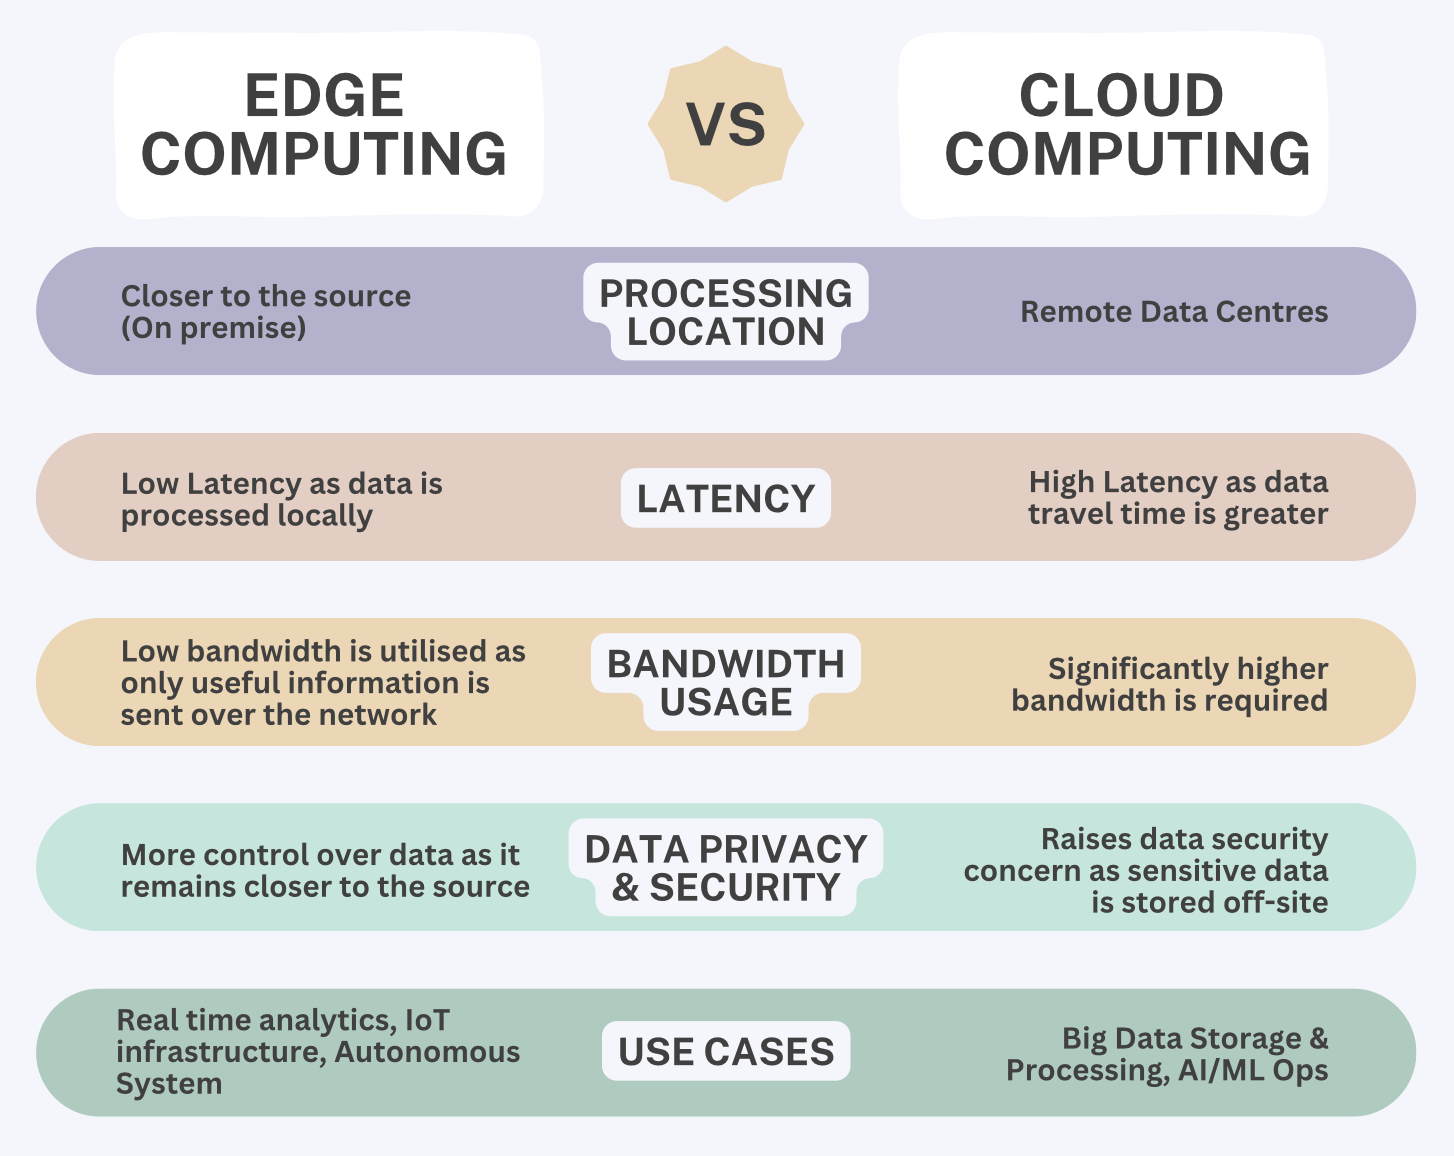 EDGE
COMPUTING
VS
CLOUD
COMPUTING
Closer to the source
(On premise)
PROCESSING
LOCATION
Remote Data Centres
Low Latency as data is
processed locally
LATENCY
High Latency as data
travel time is greater
Low bandwidth is utilised as
only useful information is
sent over the network
BANDWIDTH
USAGE
Significantly higher
bandwidth is required
More control over data as it
remains closer to the source
DATA PRIVACY
& SECURITY
Raises data security
concern as sensitive data
is stored off-site
Real time analytics, IoT
infrastructure, Autonomous
System
USE CASES
Big Data Storage &
Processing, AI/ML Ops